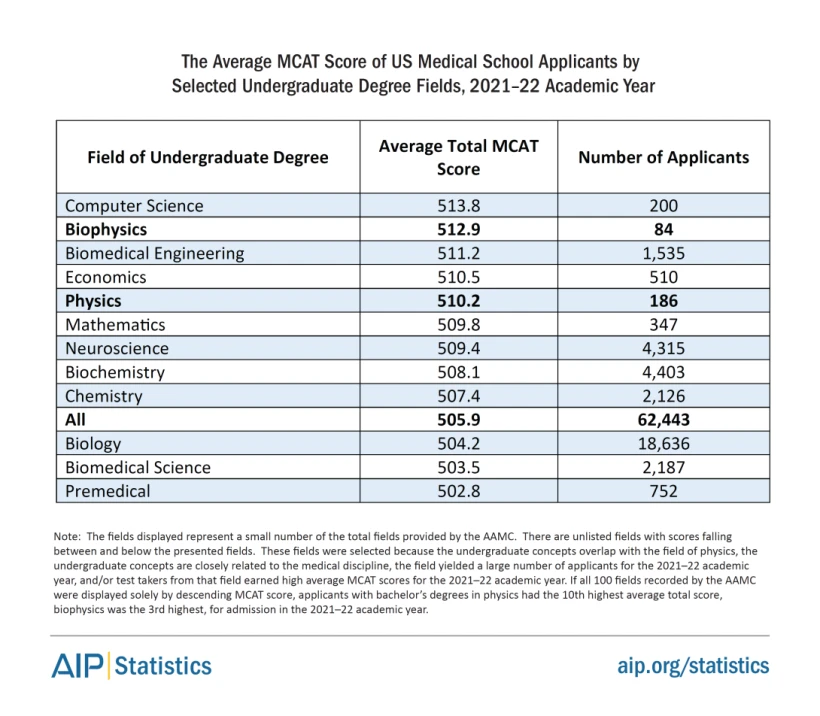 The Average MCAT Score of US Medical School Applicants by
Selected Undergraduate Degree Fields, 2021–22 Academic Year
Field of Undergraduate Degree Average Total MCAT Score Number of Applicants
Computer Science 513.8 200
Biophysics 512.9 84
Biomedical Engineering 511.2 1,535
Economics 510.5 510
Physics 510.2 186
Mathematics 509.8 347
Neuroscience 509.4 4,315
Biochemistry 508.1 4,403
Chemistry 507.4 2,126
All 505.9 62,443
Biology 504.2 18,636
Biomedical Science 503.5 2,187
Premedical 502.8 752
Note: The fields displayed represent a small number of the total fields provided by the AAMC. There are unlisted fields with scores falling
between and below the presented fields. These fields were selected because the undergraduate concepts overlap with the field of physics, the
undergraduate concepts are closely related to the medical discipline, the field yielded a large number of applicants for the 2021–22 academic
year, and/or test takers from that field earned high average MCAT scores for the 2021–22 academic year. If all 100 fields recorded by the AAMC
were displayed solely by descending MCAT score, applicants with bachelor's degrees in physics had the 10th highest average total score,
biophysics was the 3rd highest, for admission in the 2021–22 academic year.
AIP Statistics aip.org/statistics